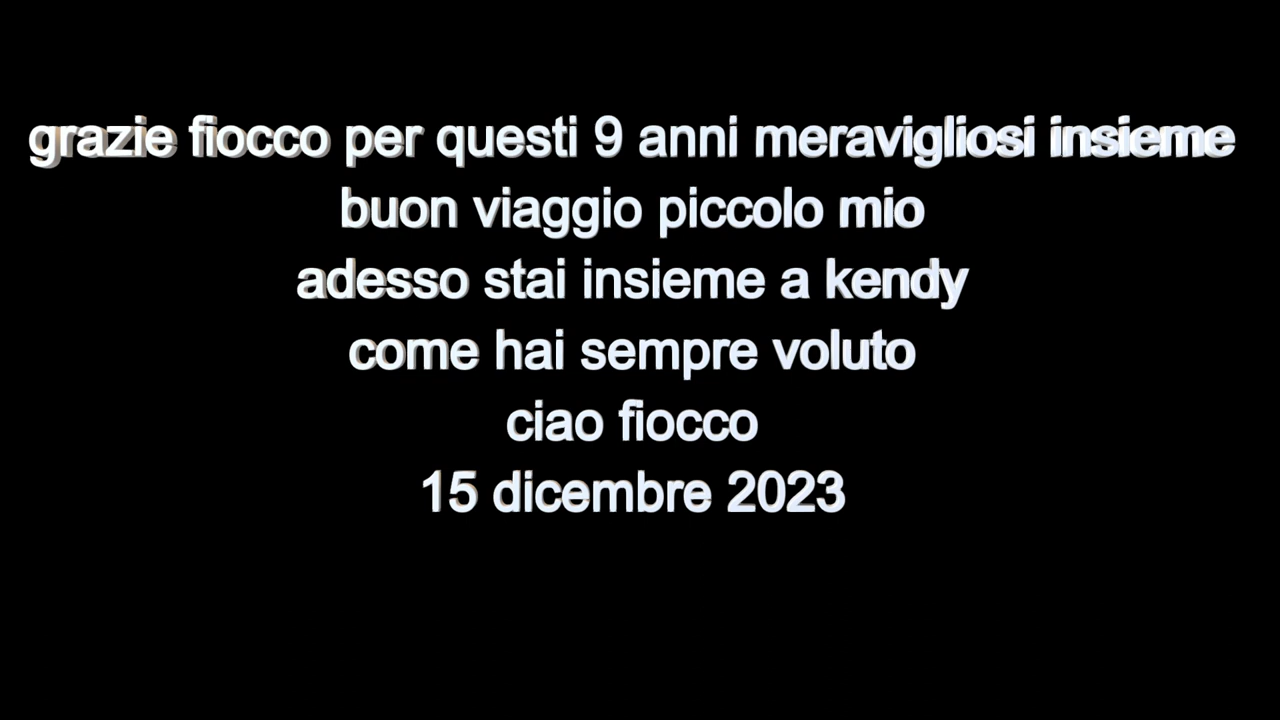 grazie fiocco per questi 9 anni meravigliosi insieme
buon viaggio piccolo mio
adesso stai insieme a kendy
come hai sempre voluto
ciao fiocco
15 dicembre 2023